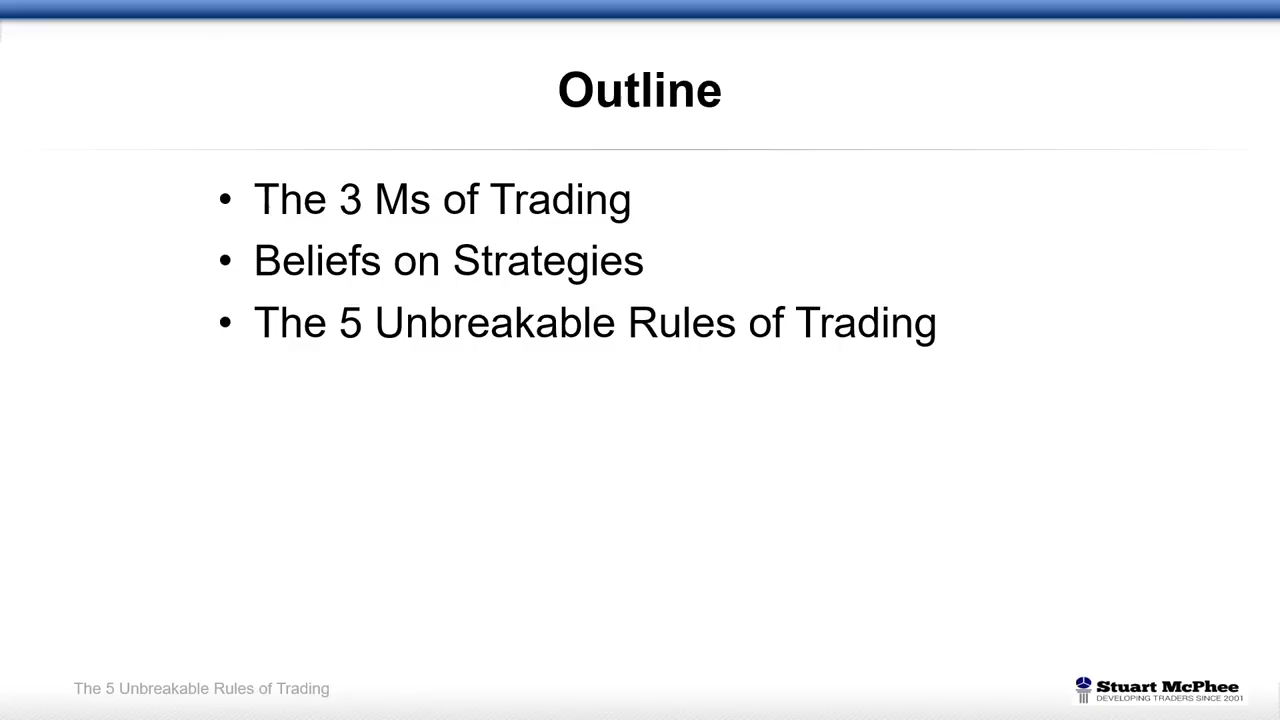 Outline
• The 3 Ms of Trading
• Beliefs on Strategies
• The 5 Unbreakable Rules of Trading
The 5 Unbreakable Rules of Trading
Stuart McPhee
DEVELOPING TRADERS SINCE 2001